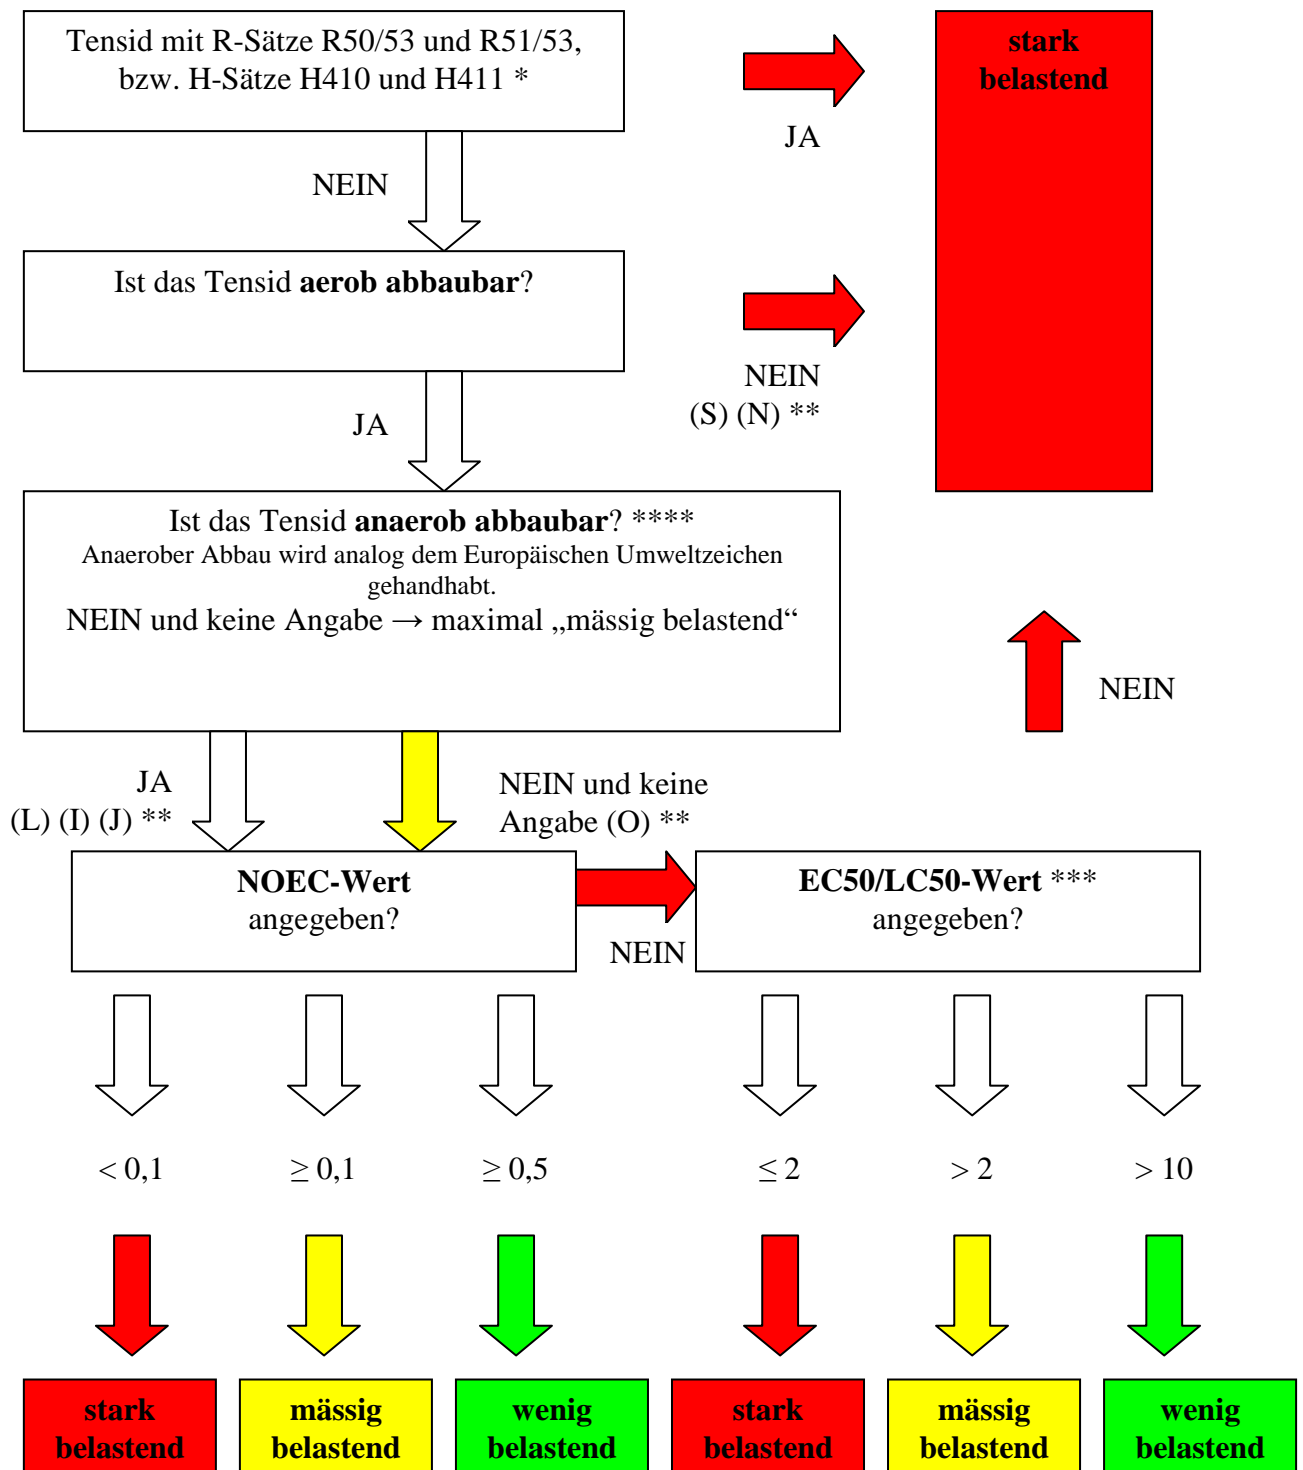 Tensid mit R-Sätze R50/53 und R51/53,
bzw. H-Sätze H410 und H411 *
stark
belastend
JA
NEIN
Ist das Tensid aerob abbaubar?
NEIN
(S) (N) **
JA
Ist das Tensid anaerob abbaubar? ****
Anaerober Abbau wird analog dem Europäischen Umweltzeichen
gehandhabt.
NEIN und keine Angabe → maximal „mässig belastend“
NEIN
JA
(L) (I) (J) **
NEIN und keine
Angabe (O) **
NOEC-Wert
angegeben?
NEIN
EC50/LC50-Wert ***
angegeben?
< 0,1
≥ 0,1
≥ 0,5
≤ 2
> 2
> 10
stark
belastend
mässig
belastend
wenig
belastend
stark
belastend
mässig
belastend
wenig
belastend